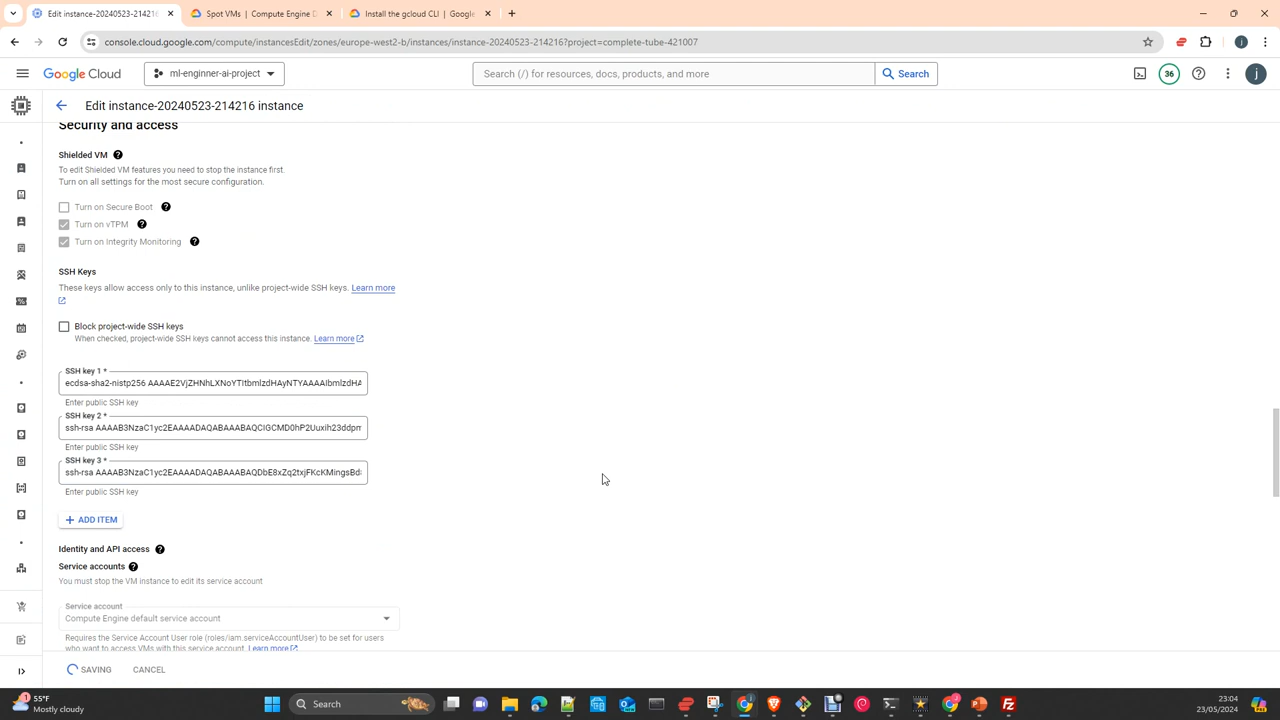 Edit instance-20240523-214216
Spot VMs | Compute Engine D
Install the gcloud CLI | Google
console.cloud.google.com/compute/instancesEdit/zones/europe-west2-b/instances/instance-20240523-214216?project=complete-tube-421007
Google Cloud
ml-enginner-ai-project
Search (/) for resources, docs, products, and more
Search
36
j
Edit instance-20240523-214216 instance
Security and access
Shielded VM
To edit Shielded VM features you need to stop the instance first.
Turn on all settings for the most secure configuration.
Turn on Secure Boot
Turn on vTPM
Turn on Integrity Monitoring
SSH Keys
These keys allow access only to this instance, unlike project-wide SSH keys. Learn more
Block project-wide SSH keys
When checked, project-wide SSH keys cannot access this instance. Learn more
SSH key 1 *
ecdsa-sha2-nistp256
Enter public SSH key
SSH key 2 *
ssh-rsa
Enter public SSH key
SSH key 3 *
ssh-rsa
Enter public SSH key
ADD ITEM
Identity and API access
Service accounts
You must stop the VM instance to edit its service account
Service account
Compute Engine default service account
Requires the Service Account User role (roles/iam.serviceAccountUser) to be set for users
who want to access VMs with this service account. Learn more
SAVING
CANCEL
55°F
Mostly cloudy
Search
23:04
23/05/2024